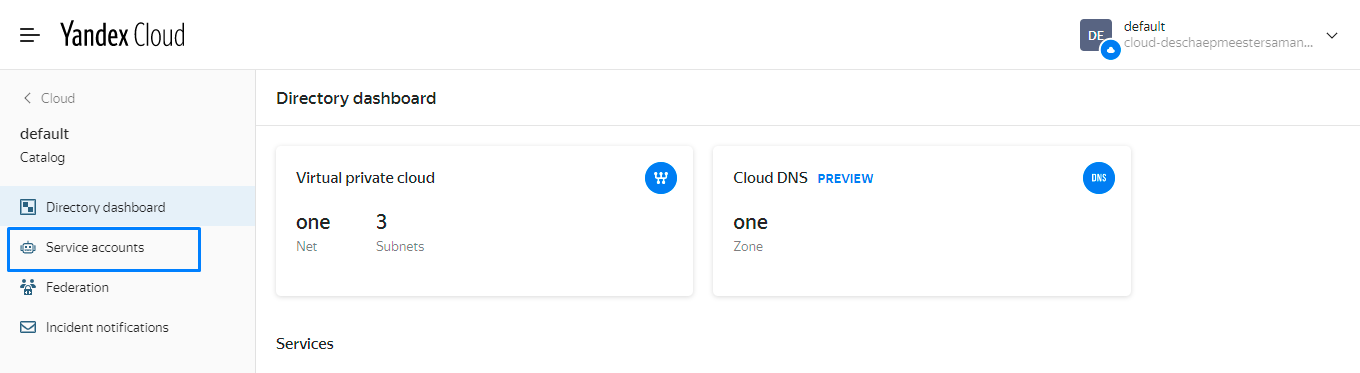 Yandex Cloud
DE
default
cloud-deschaepmeestersaman...
Cloud
default
Catalog
Directory dashboard
Service accounts
Federation
Incident notifications
Directory dashboard
Virtual private cloud
one
Net
3
Subnets
Cloud DNS PREVIEW
DNS
one
Zone
Services